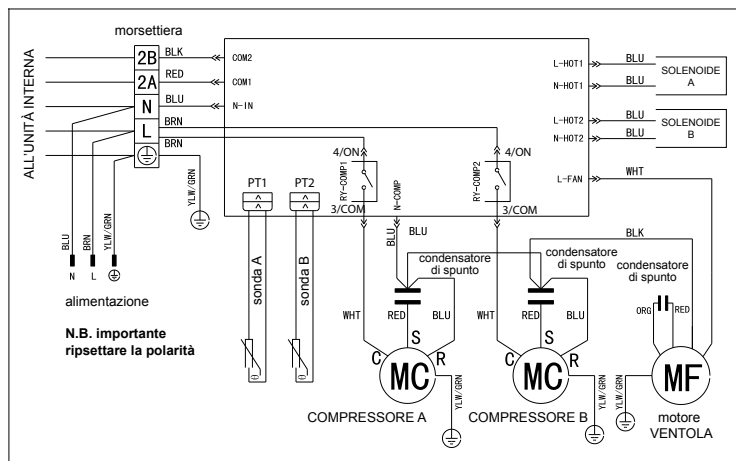 morsettiera
ALL'UNITÀ INTERNA
2B
BLK
COM2
2A
RED
COM1
N
BLU
N-IN
L
BRN
BRN
YLW/GRN
BLU
BRN
YLW/GRN
N
L
alimentazione
N.B. importante
ripsettare la polarità
PT1
PT2
sonda A
sonda B
θ
θ
4/ON
RY-COMP1
3/COM
N-COMP
4/ON
RY-COMP2
3/COM
L-HOT1
BLU
N-HOT1
BLU
SOLENOIDE
A
L-HOT2
BLU
N-HOT2
BLU
SOLENOIDE
B
L-FAN
WHT
BLU
BLU
condensatore
di spunto
WHT
RED
BLU
C
S
R
MC
YLW/GRN
COMPRESSORE A
BLK
condensatore
di spunto
WHT
RED
BLU
C
S
R
MC
YLW/GRN
COMPRESSORE B
condensatore
di spunto
ORG
RED
MF
YLW/GRN
motore
VENTOLA